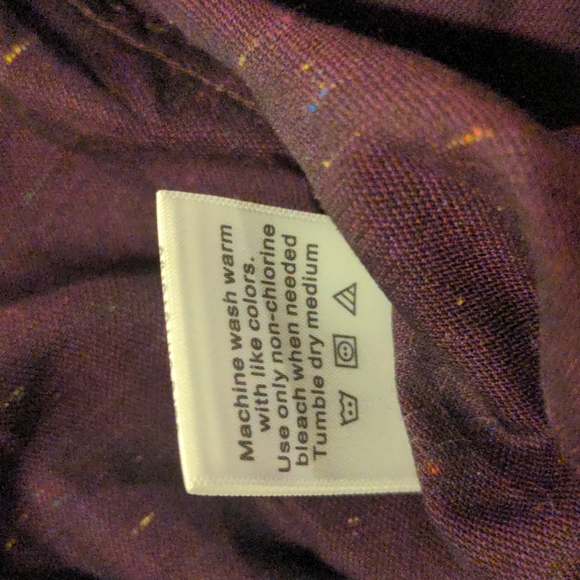 Machine wash warm
with like colors.
Use only non-chlorine
bleach when needed
Tumble dry medium